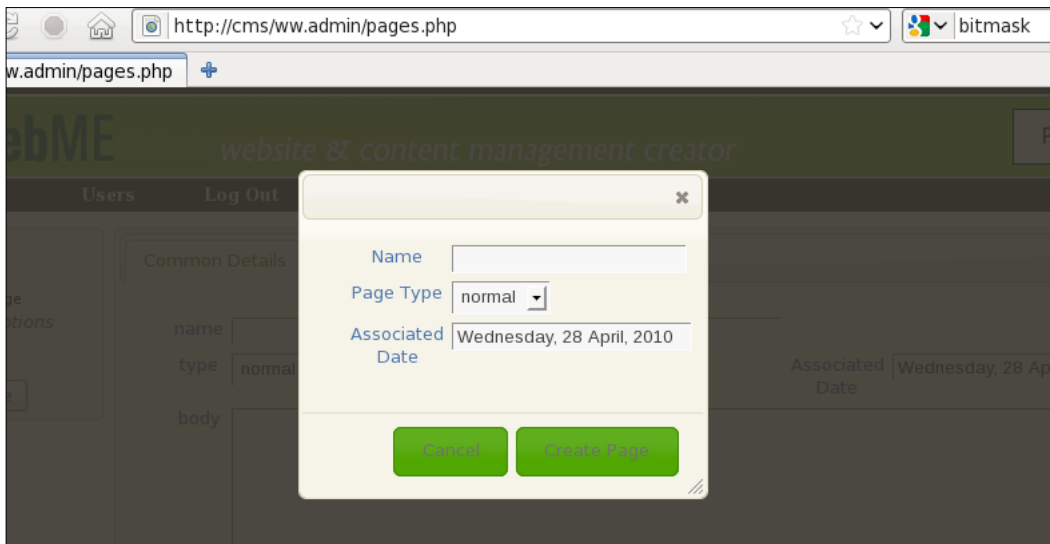 http://cms/ww.admin/pages.php
bitmask
w.admin/pages.php
ebME
website & content management creator
Users
Log Out
Common Details
Name
Page Type
normal
Associated
Date
Wednesday, 28 April, 2010
ge
tions
name
type
normal
Associated
Date
Wednesday, 28 Ap
body
Cancel
Create Page